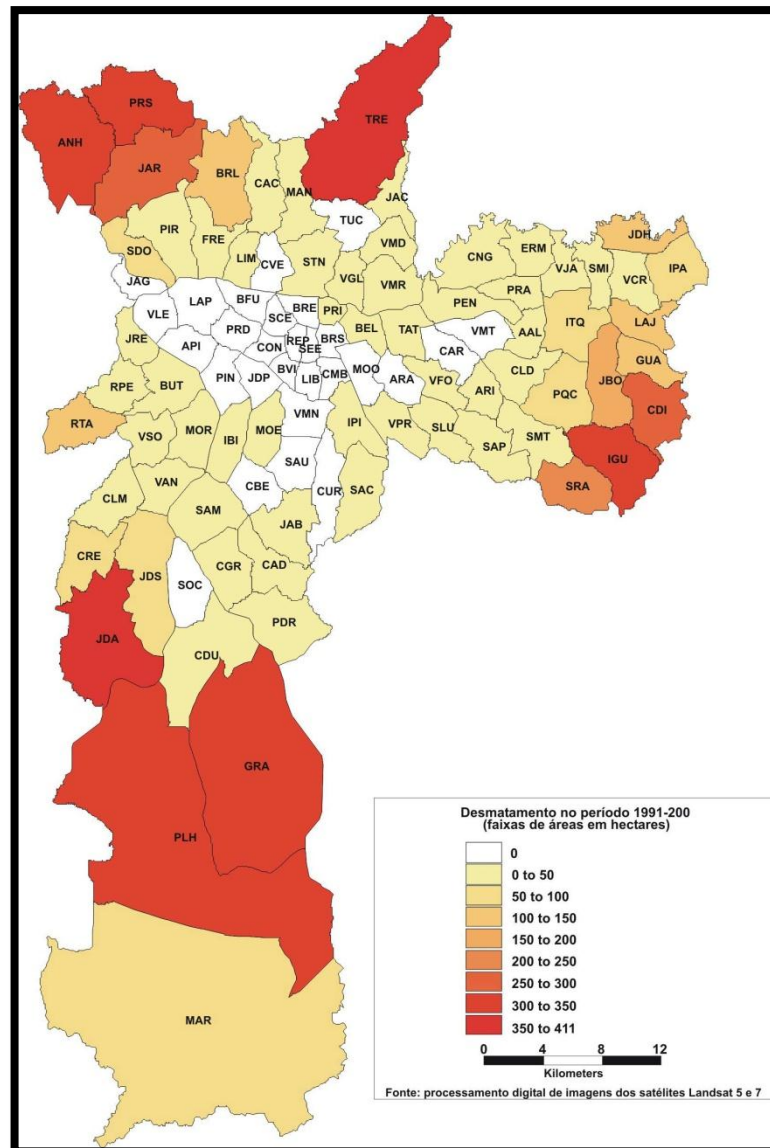 PRS
TRE
ANH
JAR
BRL
CAC
MAN
JAC
TUC
PIR
FRE
LIM
CVE
STN
VMD
SDO
JAG
VGL
VMR
CNG
ERM
VJA
SMI
JDH
VCR
IPA
PEN
PRA
VLE
LAP
BFU
SCE
BRE
PRI
BEL
TAT
CAR
VMT
AAL
ITQ
LAJ
JRE
API
PRD
CON
REP
SEE
BRS
MOO
ARA
VFO
ARI
CLD
GUA
RPE
BUT
PIN
JDP
BVI
LIB
CMB
PQC
JBO
CDI
RTA
VSO
MOR
IBI
MOE
VMN
IPI
VPR
SLU
SAP
SMT
IGU
SRA
CLM
VAN
SAM
CBE
SAU
CUR
SAC
JAB
CRE
JDS
SOC
CGR
CAD
JDA
CDU
PDR
GRA
PLH
MAR
Desmatamento no período 1991-200
(faixas de áreas em hectares)
0
0 to 50
50 to 100
100 to 150
150 to 200
200 to 250
250 to 300
300 to 350
350 to 411
0 4 8 12
Kilometers
Fonte: processamento digital de imagens dos satélites Landsat 5 e 7